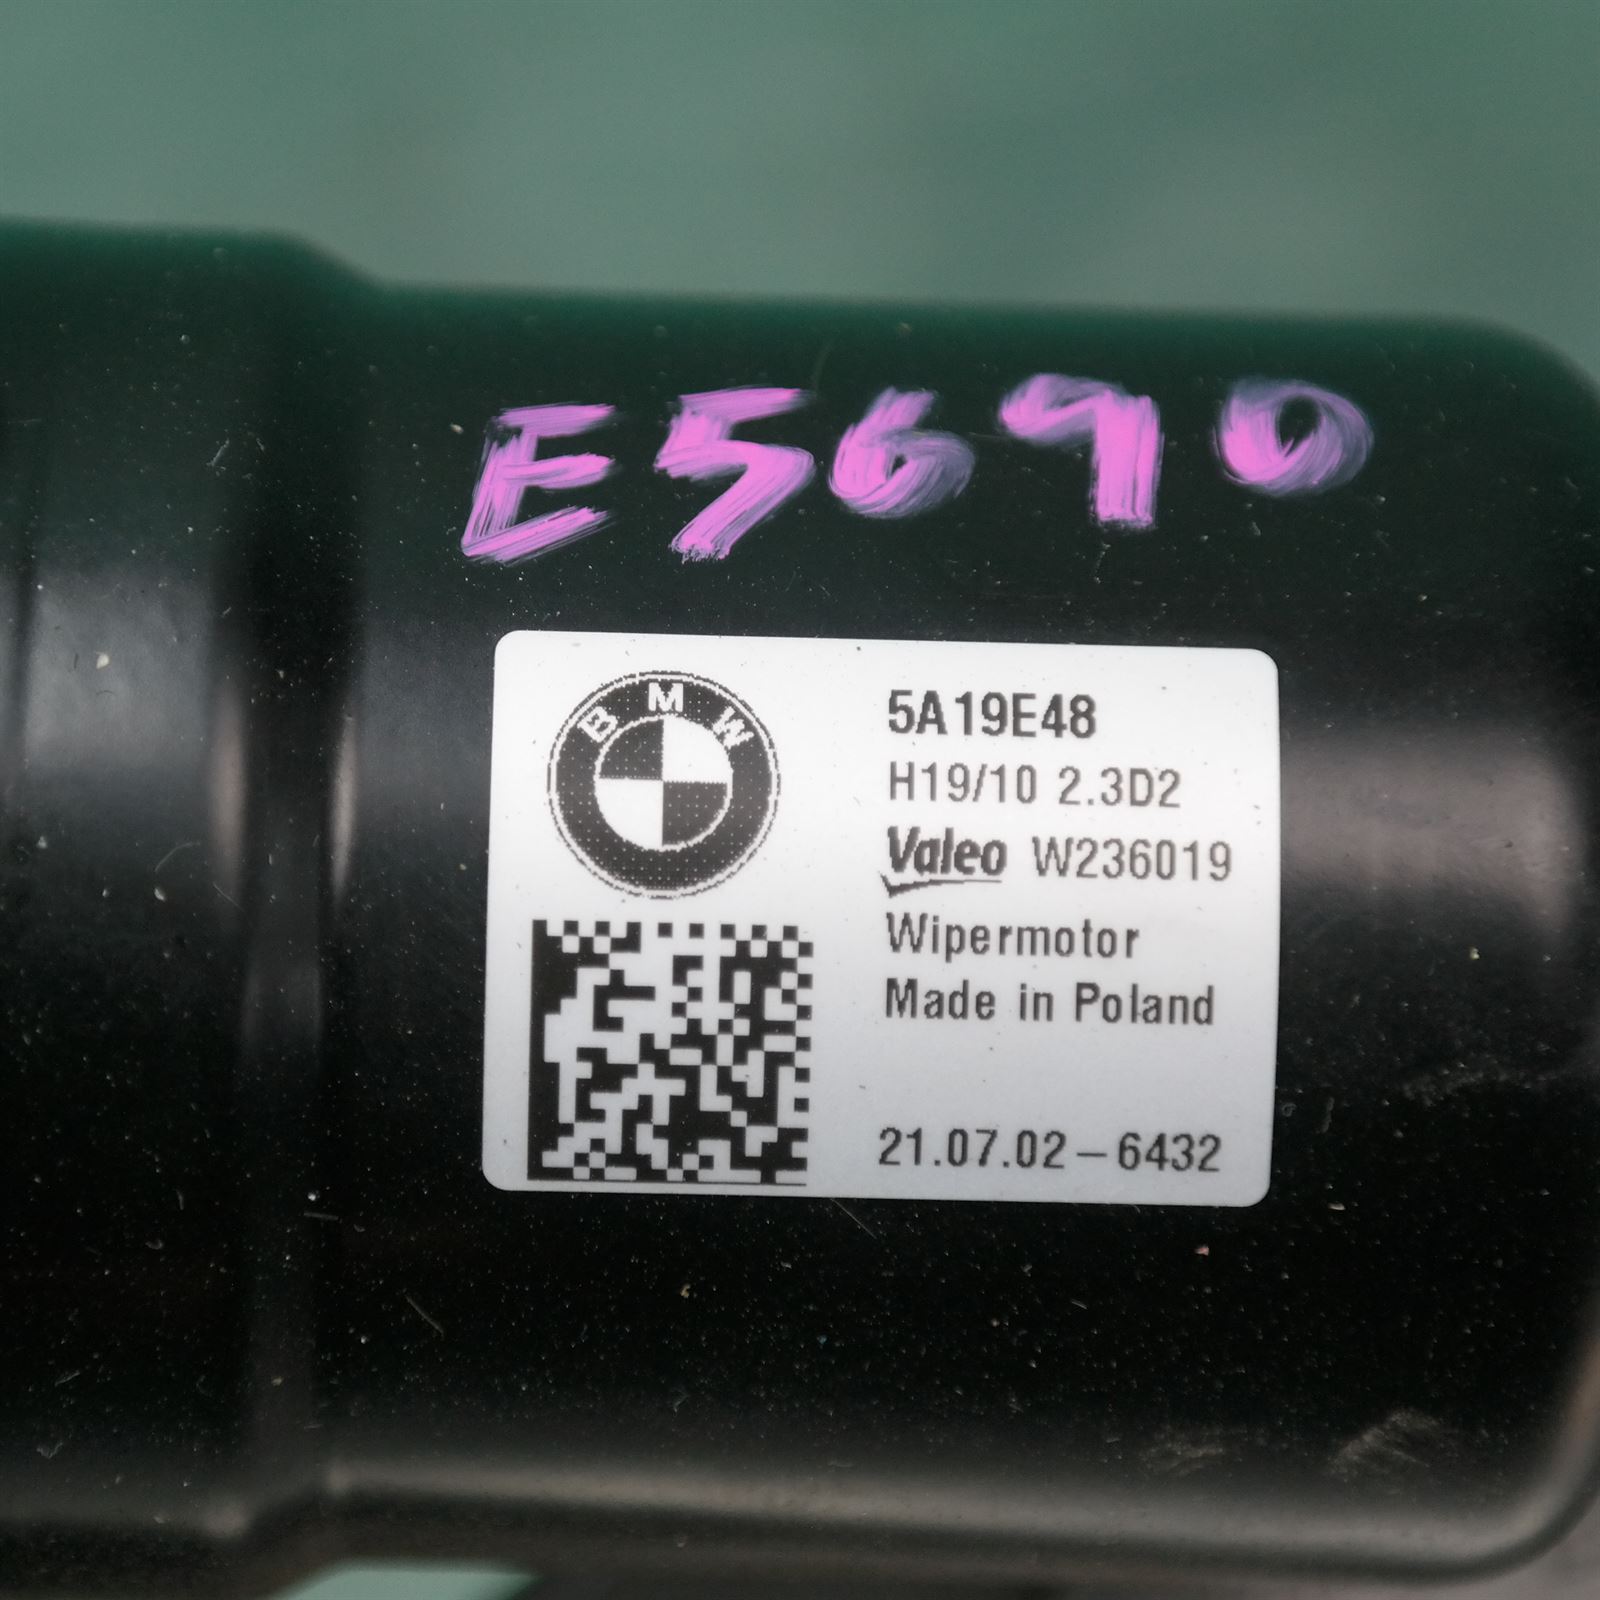 E5690
BMW
5A19E48
H19/10 2.3D2
Valeo W236019
Wipermotor
Made in Poland
21.07.02–6432